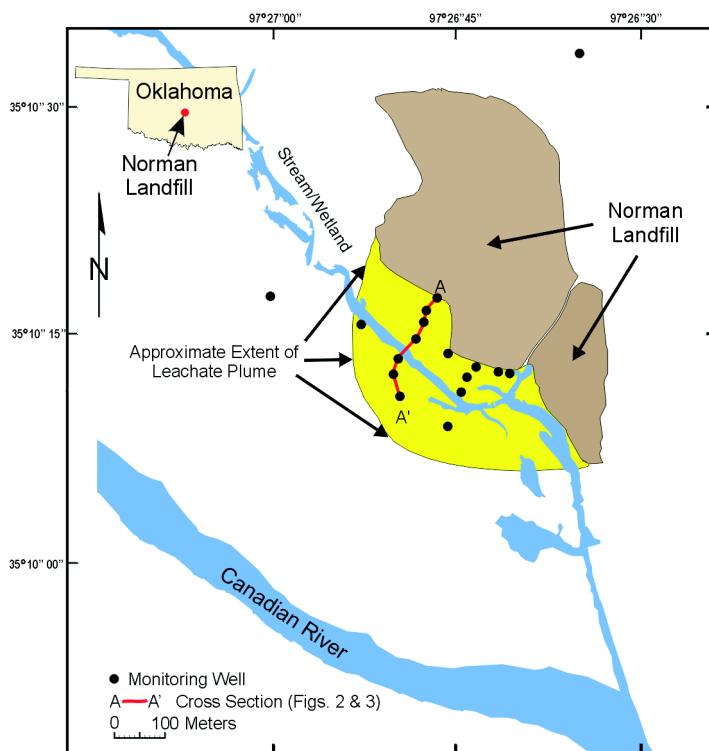 97°27" 00"
97°26"45"
97°26"30"
35°10" 30"
Oklahoma
Norman
Landfill
Stream/Wetland
Norman
Landfill
N
A
35°10" 15"
Approximate Extent of
Leachate Plume
A'
35°10" 00"
Canadian River
Monitoring Well
A A' Cross Section (Figs. 2 & 3)
0 100 Meters